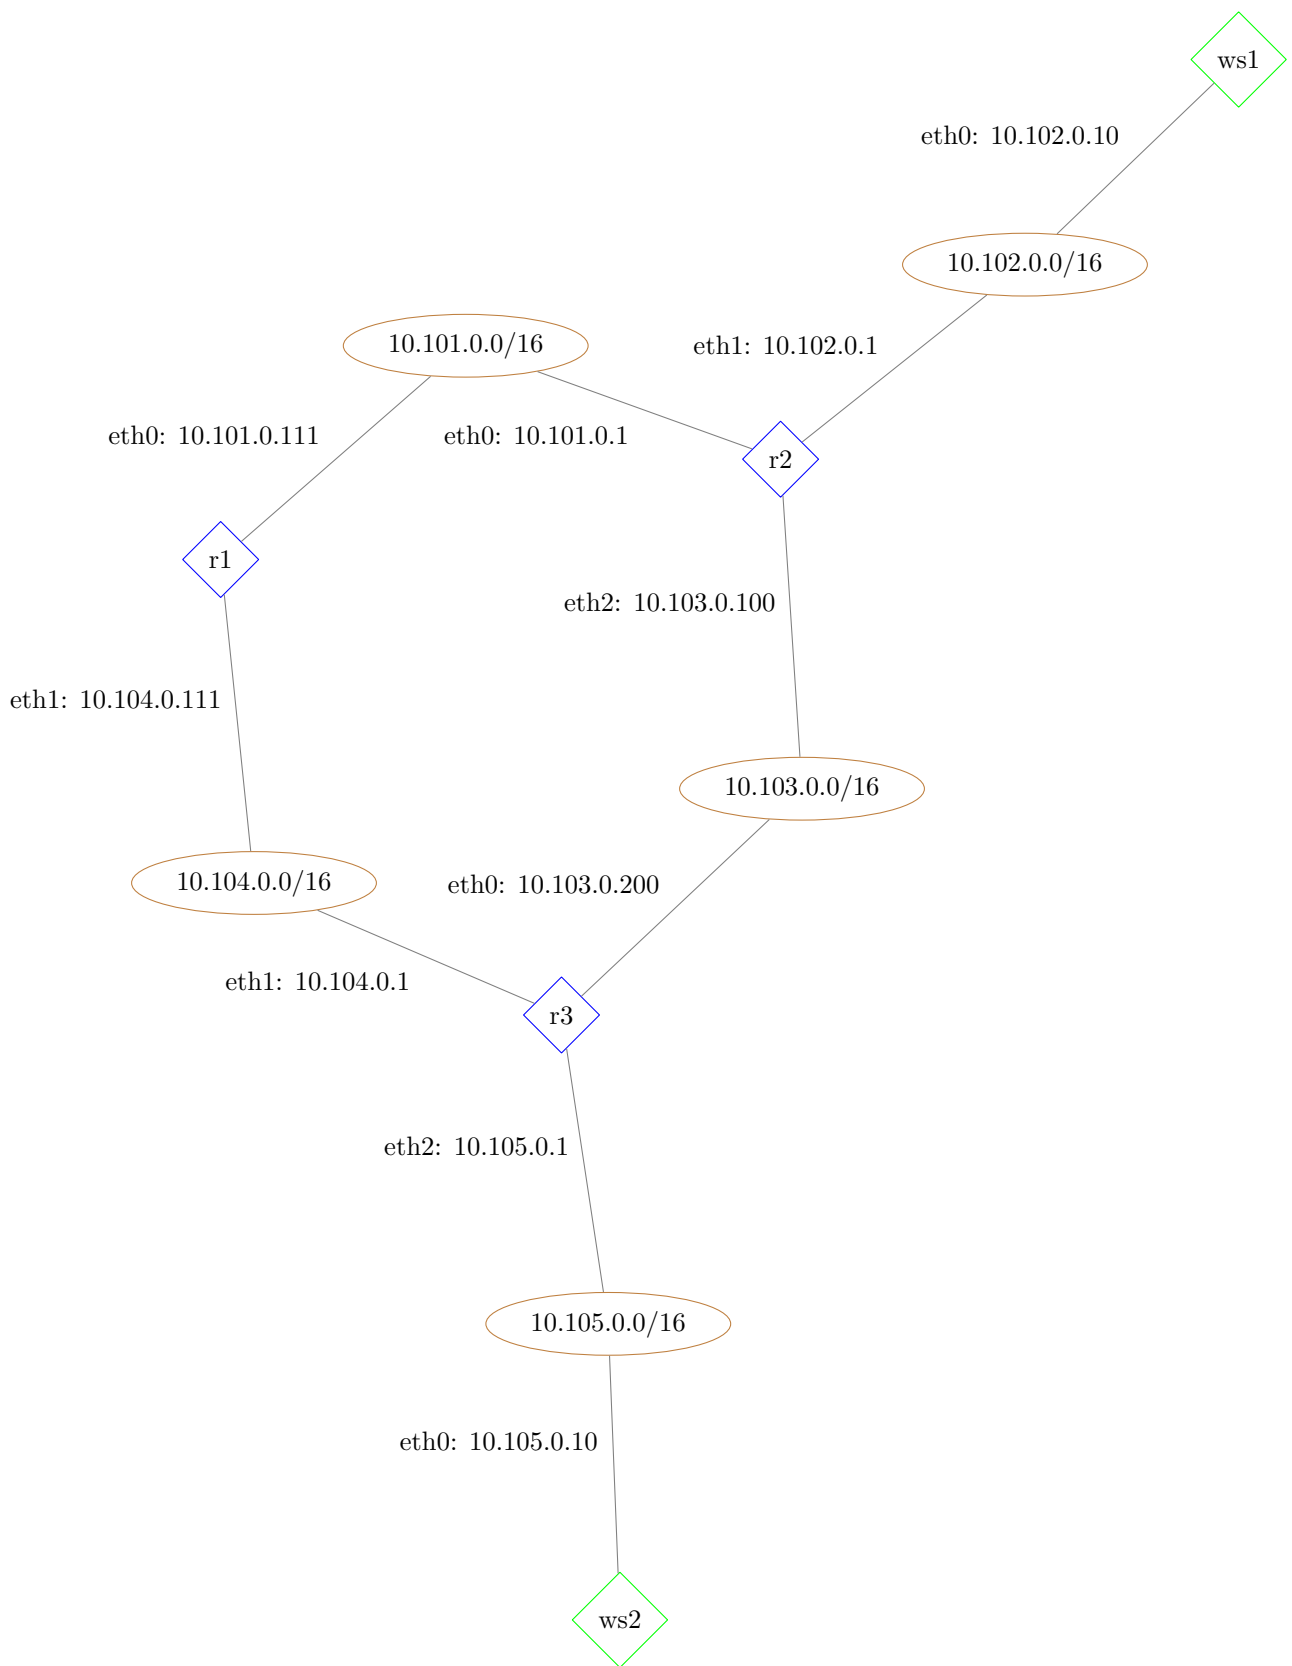 ws1
eth0: 10.102.0.10
10.102.0.0/16
10.101.0.0/16
eth1: 10.102.0.1
eth0: 10.101.0.111
eth0: 10.101.0.1
r2
r1
eth2: 10.103.0.100
eth1: 10.104.0.111
10.103.0.0/16
10.104.0.0/16
eth0: 10.103.0.200
eth1: 10.104.0.1
r3
eth2: 10.105.0.1
10.105.0.0/16
eth0: 10.105.0.10
ws2